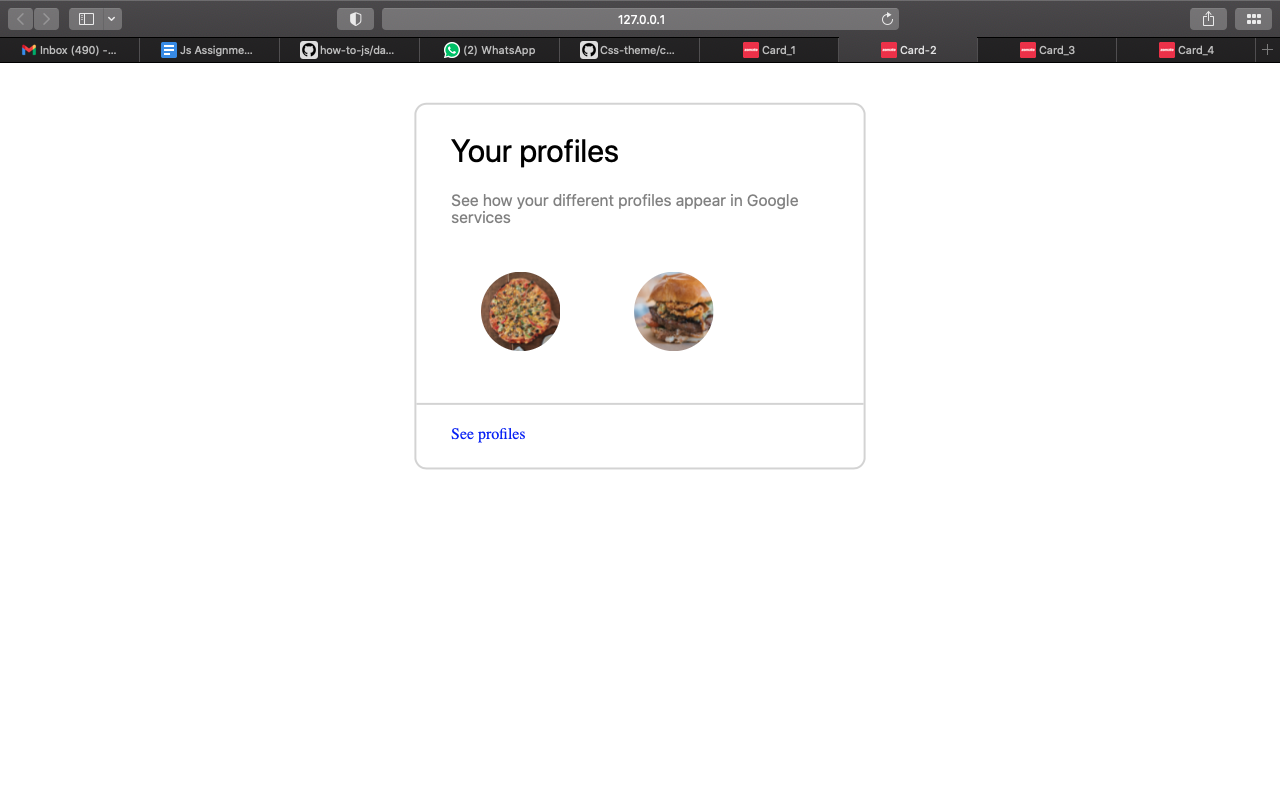 127.0.0.1
Inbox (490) -...
Js Assignme...
how-to-js/da...
(2) WhatsApp
Css-theme/c...
Card_1
Card-2
Card_3
Card_4
Your profiles
See how your different profiles appear in Google
services
See profiles